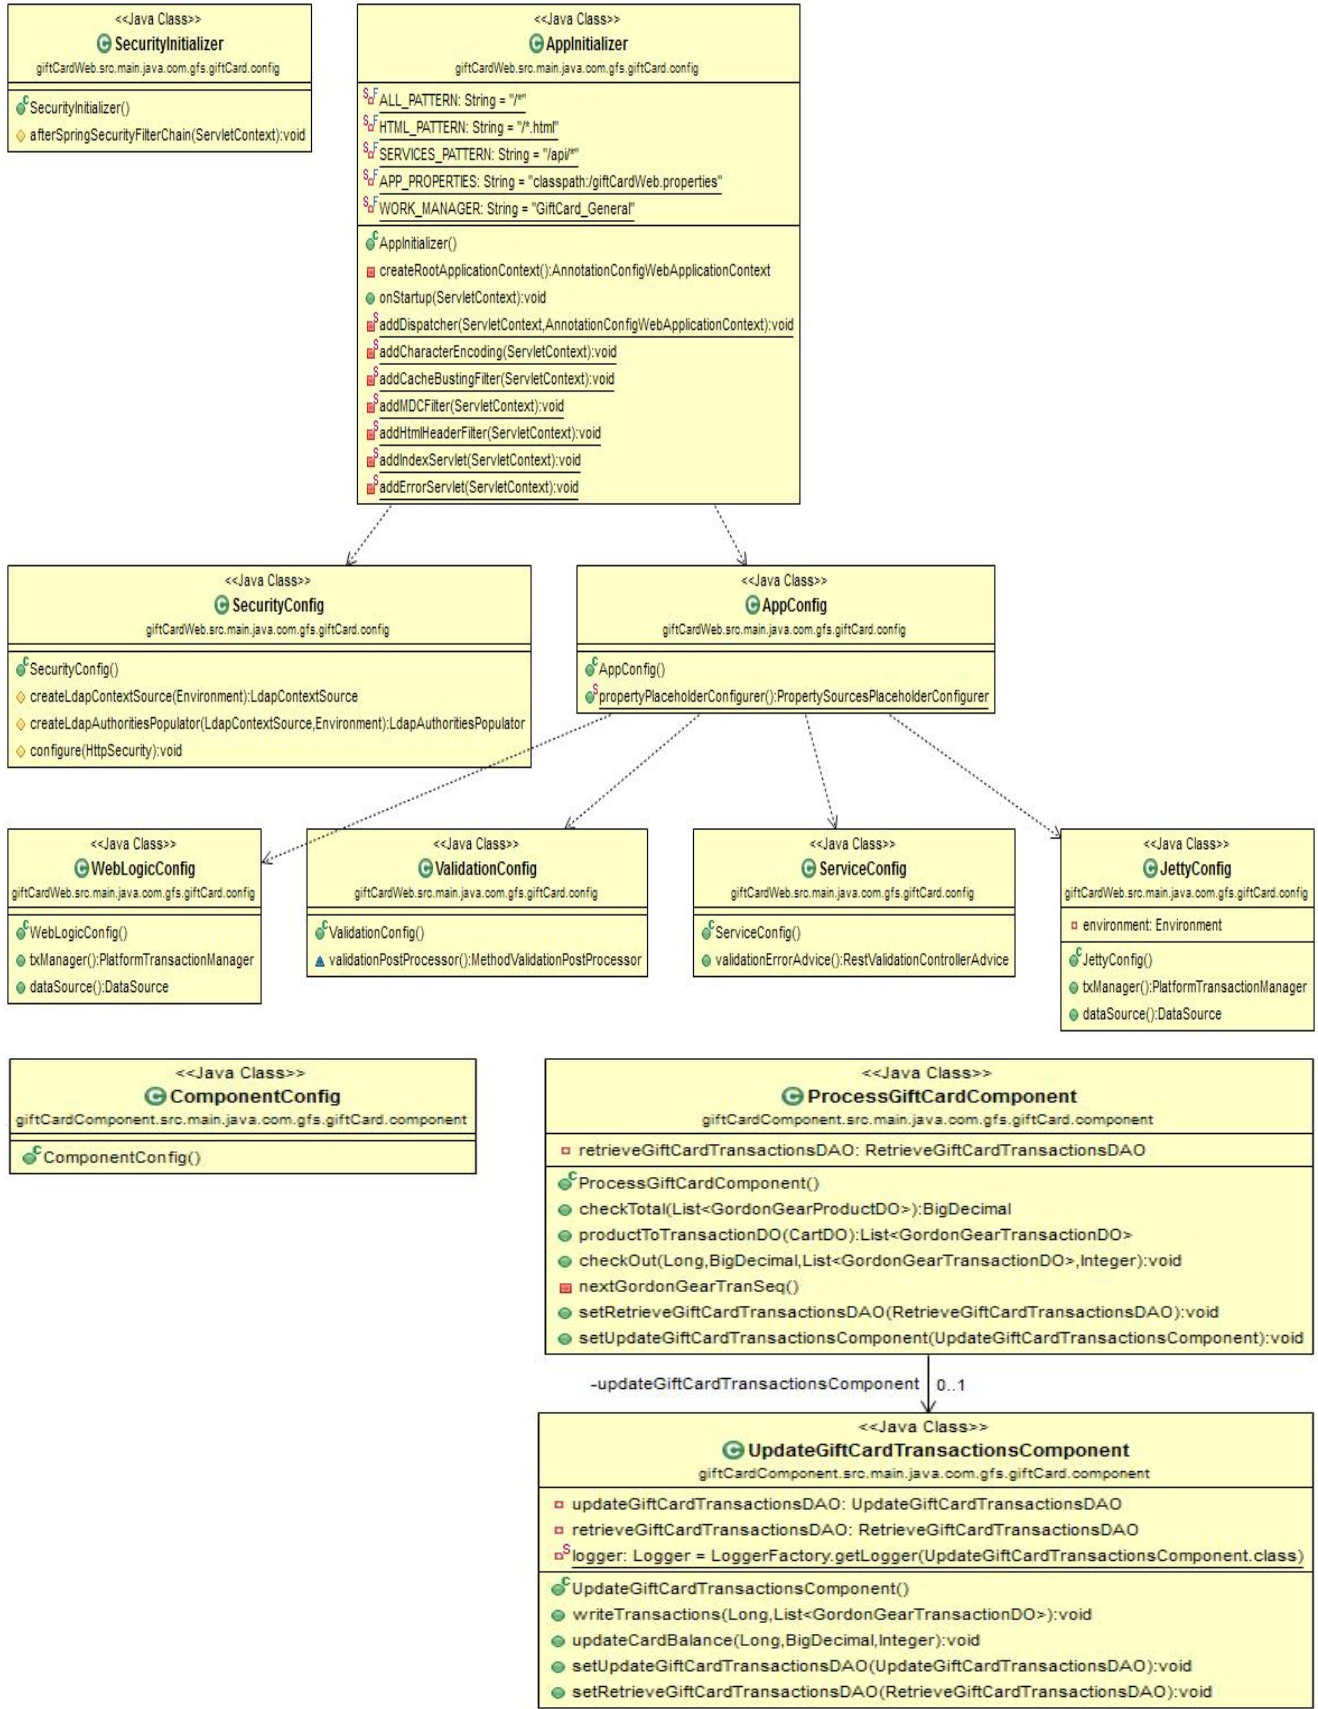 <<Java Class>>
SecurityInitializer
giftCardWeb.src.main.java.com.gfs.giftCard.config
SecurityInitializer()
afterSpringSecurityFilterChain(ServletContext):void
<<Java Class>>
AppInitializer
giftCardWeb.src.main.java.com.gfs.giftCard.config
ALL_PATTERN: String = "/*"
HTML_PATTERN: String = "/*.html"
SERVICES_PATTERN: String = "/api/*"
APP_PROPERTIES: String = "classpath:/giftCardWeb.properties"
WORK_MANAGER: String = "GiftCard_General"
AppInitializer()
createRootApplicationContext():AnnotationConfigWebApplicationContext
onStartup(ServletContext):void
addDispatcher(ServletContext,AnnotationConfigWebApplicationContext):void
addCharacterEncoding(ServletContext):void
addCacheBustingFilter(ServletContext):void
addMDCFilter(ServletContext):void
addHtmlHeaderFilter(ServletContext):void
addIndexServlet(ServletContext):void
addErrorServlet(ServletContext):void
<<Java Class>>
SecurityConfig
giftCardWeb.src.main.java.com.gfs.giftCard.config
SecurityConfig()
createLdapContextSource(Environment):LdapContextSource
createLdapAuthoritiesPopulator(LdapContextSource,Environment):LdapAuthoritiesPopulator
configure(HttpSecurity):void
<<Java Class>>
AppConfig
giftCardWeb.src.main.java.com.gfs.giftCard.config
AppConfig()
propertyPlaceholderConfigurer():PropertySourcesPlaceholderConfigurer
<<Java Class>>
WebLogicConfig
giftCardWeb.src.main.java.com.gfs.giftCard.config
WebLogicConfig()
txManager():PlatformTransactionManager
dataSource():DataSource
<<Java Class>>
ValidationConfig
giftCardWeb.src.main.java.com.gfs.giftCard.config
ValidationConfig()
validationPostProcessor():MethodValidationPostProcessor
<<Java Class>>
ServiceConfig
giftCardWeb.src.main.java.com.gfs.giftCard.config
ServiceConfig()
validationErrorAdvice():RestValidationControllerAdvice
<<Java Class>>
JettyConfig
giftCardWeb.src.main.java.com.gfs.giftCard.config
environment: Environment
JettyConfig()
txManager():PlatformTransactionManager
dataSource():DataSource
<<Java Class>>
ComponentConfig
giftCardComponent.src.main.java.com.gfs.giftCard.component
ComponentConfig()
<<Java Class>>
ProcessGiftCardComponent
giftCardComponent.src.main.java.com.gfs.giftCard.component
retrieveGiftCardTransactionsDAO: RetrieveGiftCardTransactionsDAO
ProcessGiftCardComponent()
checkTotal(List<GordonGearProductDO>):BigDecimal
productToTransactionDO(CartDO):List<GordonGearTransactionDO>
checkOut(Long,BigDecimal,List<GordonGearTransactionDO>,Integer):void
nextGordonGearTranSeq()
setRetrieveGiftCardTransactionsDAO(RetrieveGiftCardTransactionsDAO):void
setUpdateGiftCardTransactionsComponent(UpdateGiftCardTransactionsComponent):void
-updateGiftCardTransactionsComponent 0..1
<<Java Class>>
UpdateGiftCardTransactionsComponent
giftCardComponent.src.main.java.com.gfs.giftCard.component
updateGiftCardTransactionsDAO: UpdateGiftCardTransactionsDAO
retrieveGiftCardTransactionsDAO: RetrieveGiftCardTransactionsDAO
logger: Logger = LoggerFactory.getLogger(UpdateGiftCardTransactionsComponent.class)
UpdateGiftCardTransactionsComponent()
writeTransactions(Long,List<GordonGearTransactionDO>):void
updateCardBalance(Long,BigDecimal,Integer):void
setUpdateGiftCardTransactionsDAO(UpdateGiftCardTransactionsDAO):void
setRetrieveGiftCardTransactionsDAO(RetrieveGiftCardTransactionsDAO):void